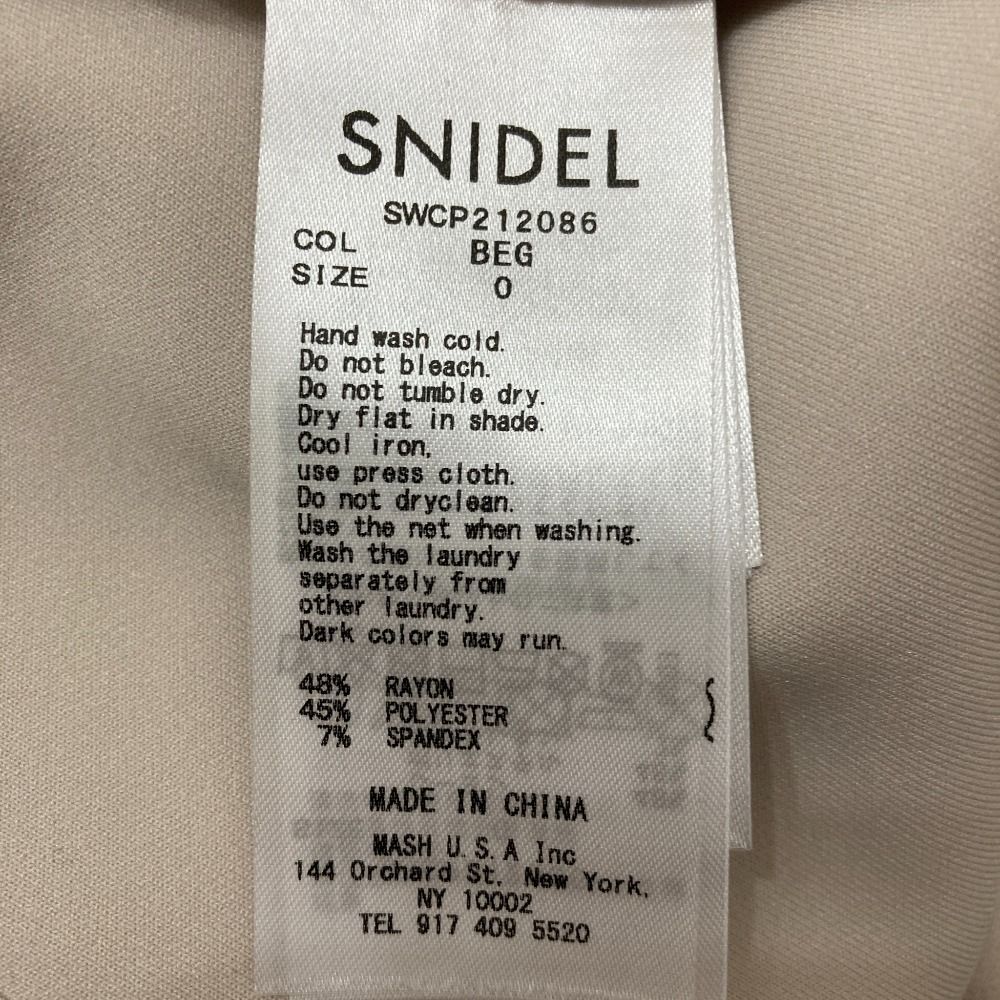 SNIDEL
SWCP212086
COL BEG
SIZE 0
Hand wash cold.
Do not bleach.
Do not tumble dry.
Dry flat in shade.
Cool iron,
use press cloth.
Do not dryclean.
Use the net when washing.
Wash the laundry
separately from
other laundry.
Dark colors may run.
48% RAYON
45% POLYESTER
7% SPANDEX
MADE IN CHINA
MASH U.S.A Inc
144 Orchard St. New York,
NY 10002
TEL 917 409 5520